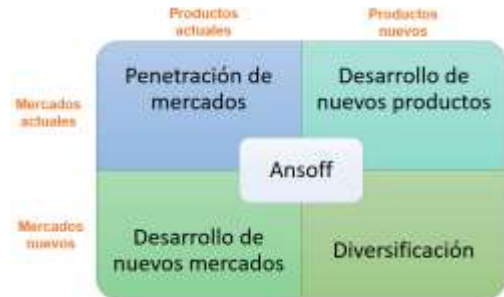 Productos
actuales
Productos
nuevos
Mercados
actuales
Penetración de
mercados
Desarrollo de
nuevos productos
Ansoff
Mercados
nuevos
Desarrollo de
nuevos mercados
Diversificación